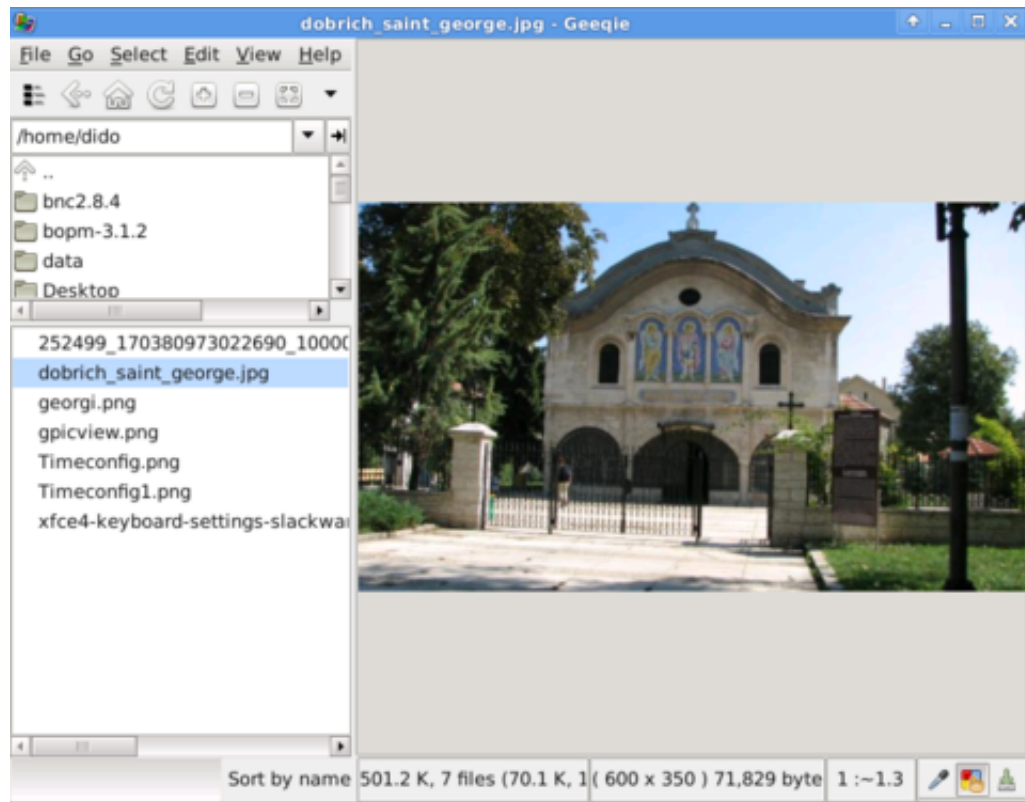 dobrich_saint_george.jpg - Geeqie
File Go Select Edit View Help
/home/dido
..
bnc2.8.4
bopm-3.1.2
data
Desktop
252499_170380973022690_1000
dobrich_saint_george.jpg
georgi.png
gpicview.png
Timeconfig.png
Timeconfig1.png
xfce4-keyboard-settings-slackwa
Sort by name 501.2 K, 7 files (70.1 K, 1 ( 600 x 350 ) 71,829 byte 1 :~1.3